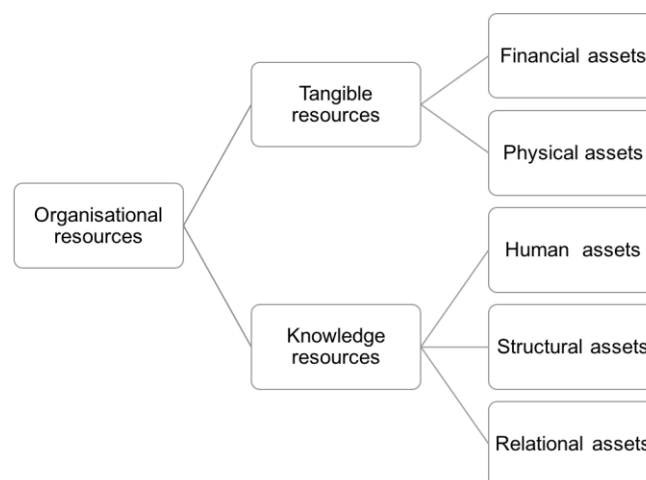 Financial assets
Tangible
resources
Physical assets
Organisational
resources
Human assets
Knowledge
resources
Structural assets
Relational assets